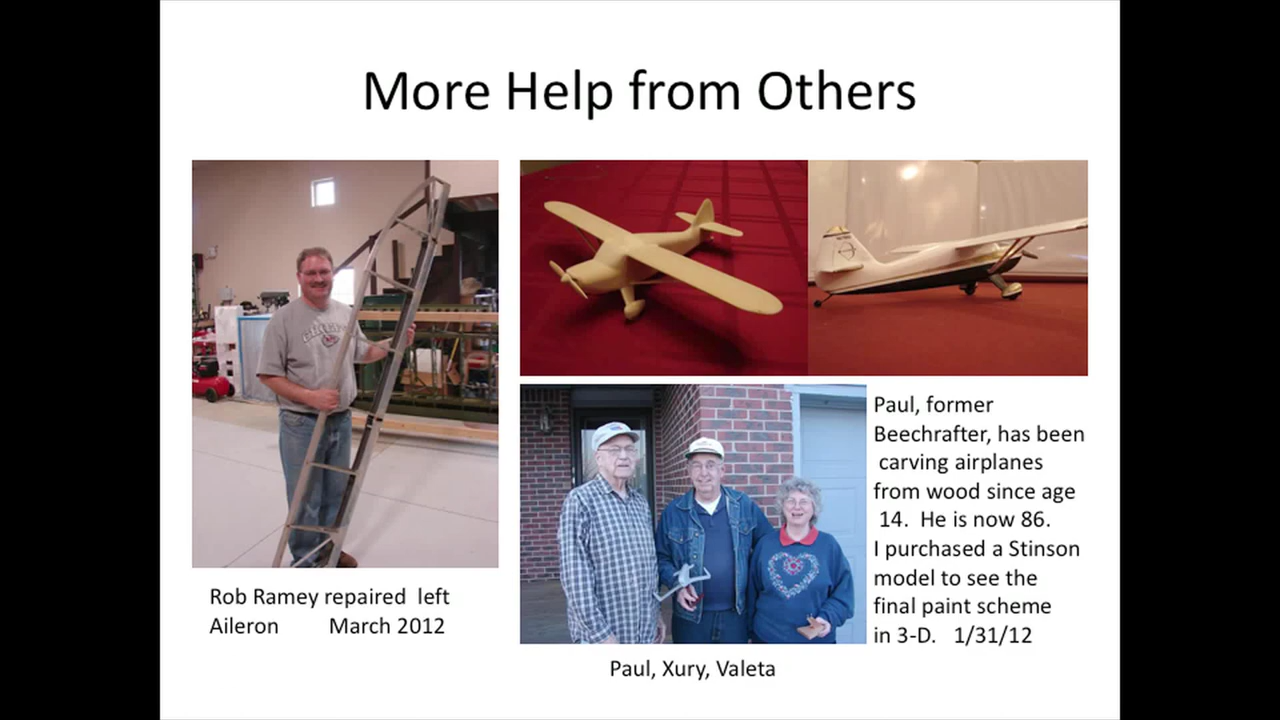 More Help from Others
Rob Ramey repaired left
Aileron March 2012
Paul, former
Beechrafter, has been
carving airplanes
from wood since age
14. He is now 86.
I purchased a Stinson
model to see the
final paint scheme
in 3-D. 1/31/12
Paul, Xury, Valeta